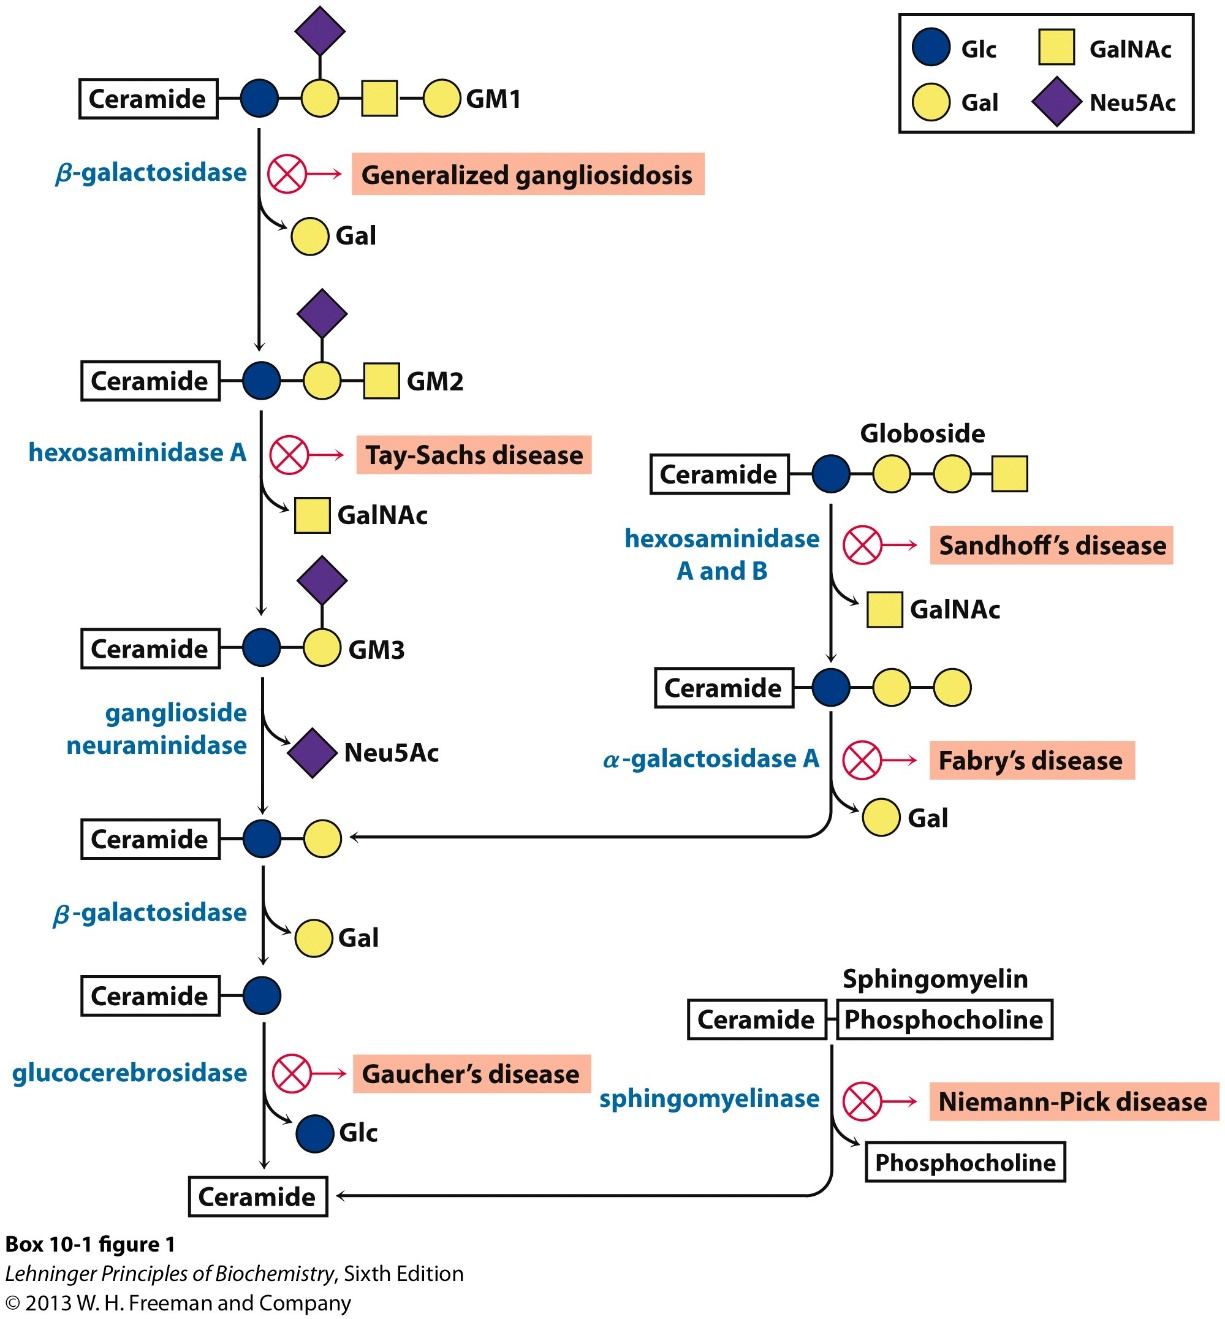 Glc
GalNAc
Gal
Neu5Ac
Ceramide
GM1
β-galactosidase
Generalized gangliosidosis
Gal
Ceramide
GM2
hexosaminidase A
Tay-Sachs disease
GalNAc
Ceramide
GM3
ganglioside
neuraminidase
Neu5Ac
Globoside
Ceramide
hexosaminidase
A and B
Sandhoff’s disease
GalNAc
Ceramide
α-galactosidase A
Fabry’s disease
Gal
Ceramide
β-galactosidase
Gal
Ceramide
glucocerebrosidase
Gaucher’s disease
Glc
Sphingomyelin
Ceramide
Phosphocholine
sphingomyelinase
Niemann-Pick disease
Phosphocholine
Ceramide
Box 10-1 figure 1
Lehninger Principles of Biochemistry, Sixth Edition
© 2013 W. H. Freeman and Company